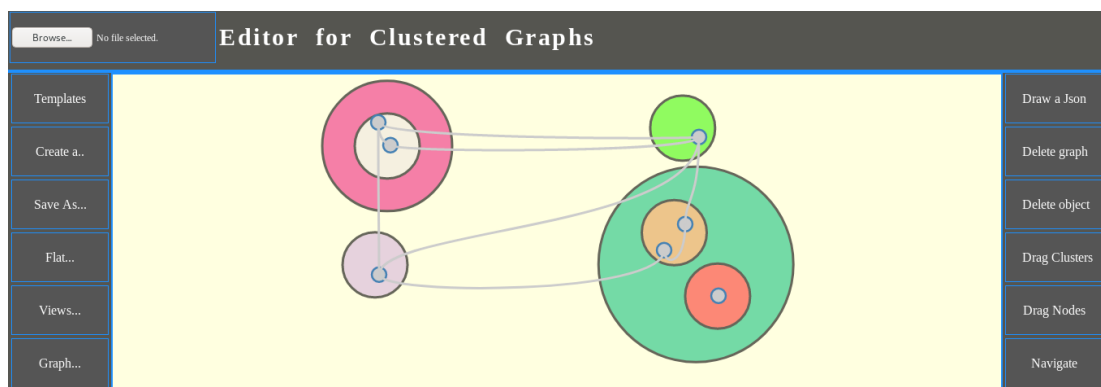 Browse... No file selected.
Editor for Clustered Graphs
Templates
Create a..
Save As...
Flat...
Views...
Graph...
Draw a Json
Delete graph
Delete object
Drag Clusters
Drag Nodes
Navigate